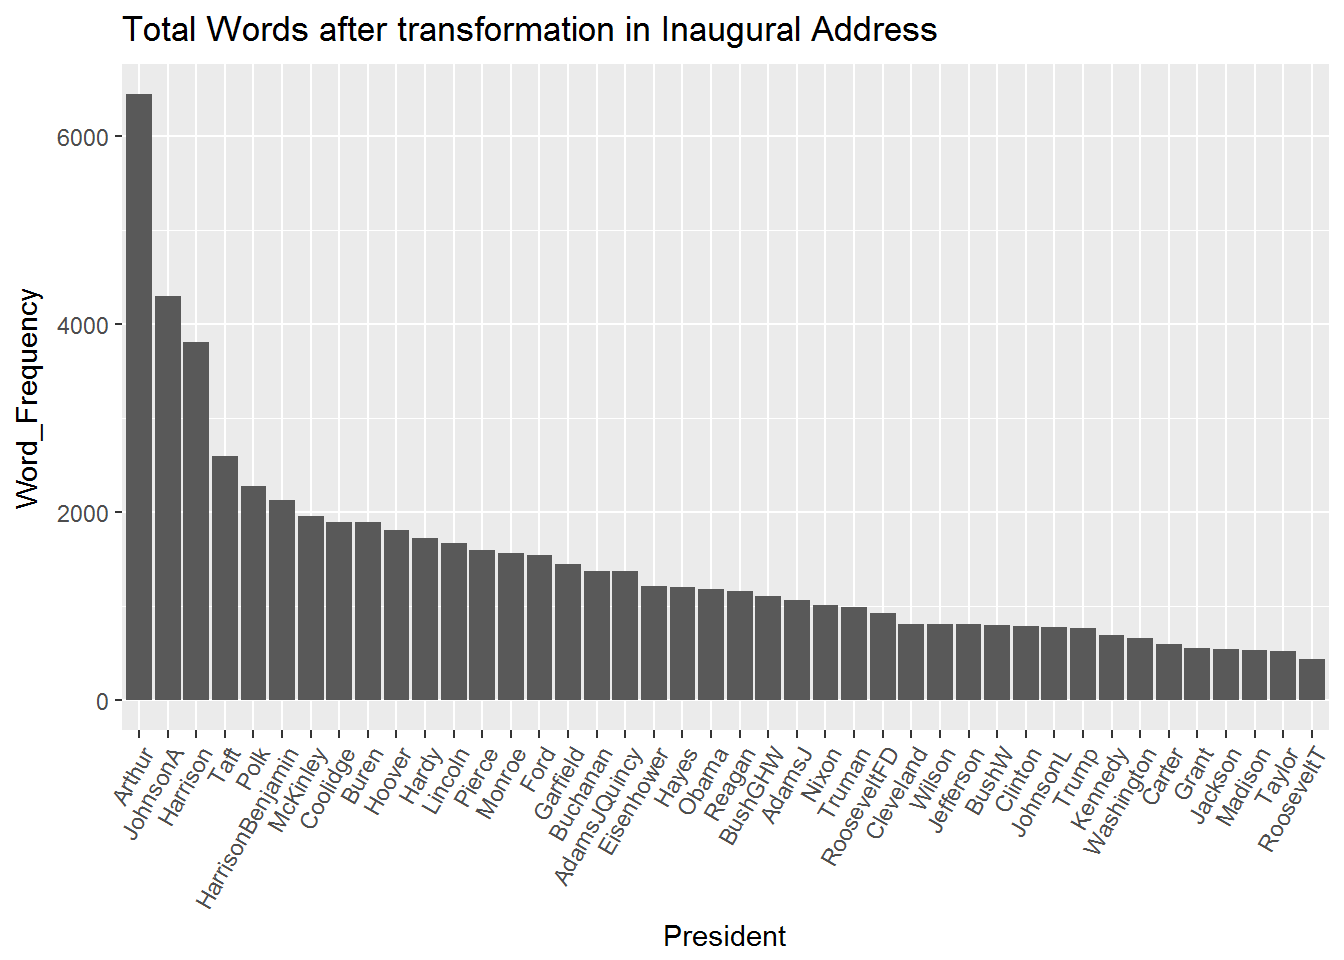 Total Words after transformation in Inaugural Address
Word_Frequency
6000
4000
2000
0
Arthur
JohnsonA
Harrison
Taft
Polk
HarrisonBenjamin
McKinley
Coolidge
Buren
Hoover
Hardy
Lincoln
Pierce
Monroe
Ford
Garfield
Buchanan
AdamsJQuincy
Eisenhower
Hayes
Obama
Reagan
BushGHW
AdamsJ
Nixon
Truman
RooseveltFD
Cleveland
Wilson
Jefferson
BushW
Clinton
JohnsonL
Trump
Kennedy
Washington
Carter
Grant
Jackson
Madison
Taylor
RooseveltT
President